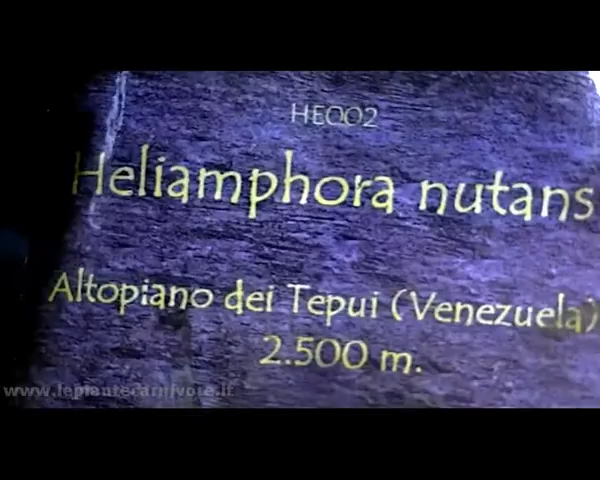 HE002
Heliamphora nutans
Altopiano dei Tepui (Venezuela)
2.500 m.
www.lepiantecarnivore.it